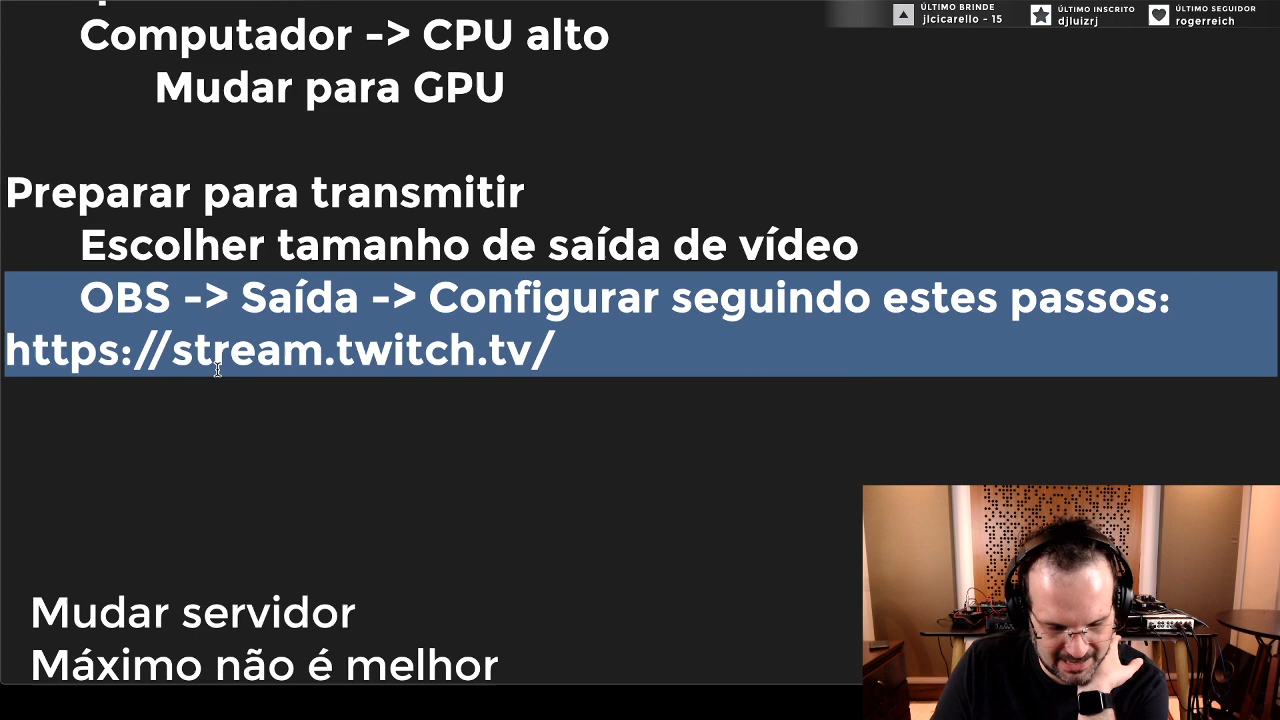 ÚLTIMO BRINDE
jlcicarello - 15
ÚLTIMO INSCRITO
djluizrj
ÚLTIMO SEGUIDOR
rogerreich
Computador -> CPU alto
Mudar para GPU
Preparar para transmitir
Escolher tamanho de saída de vídeo
OBS -> Saída -> Configurar seguindo estes passos:
https://stream.twitch.tv/
Mudar servidor
Máximo não é melhor